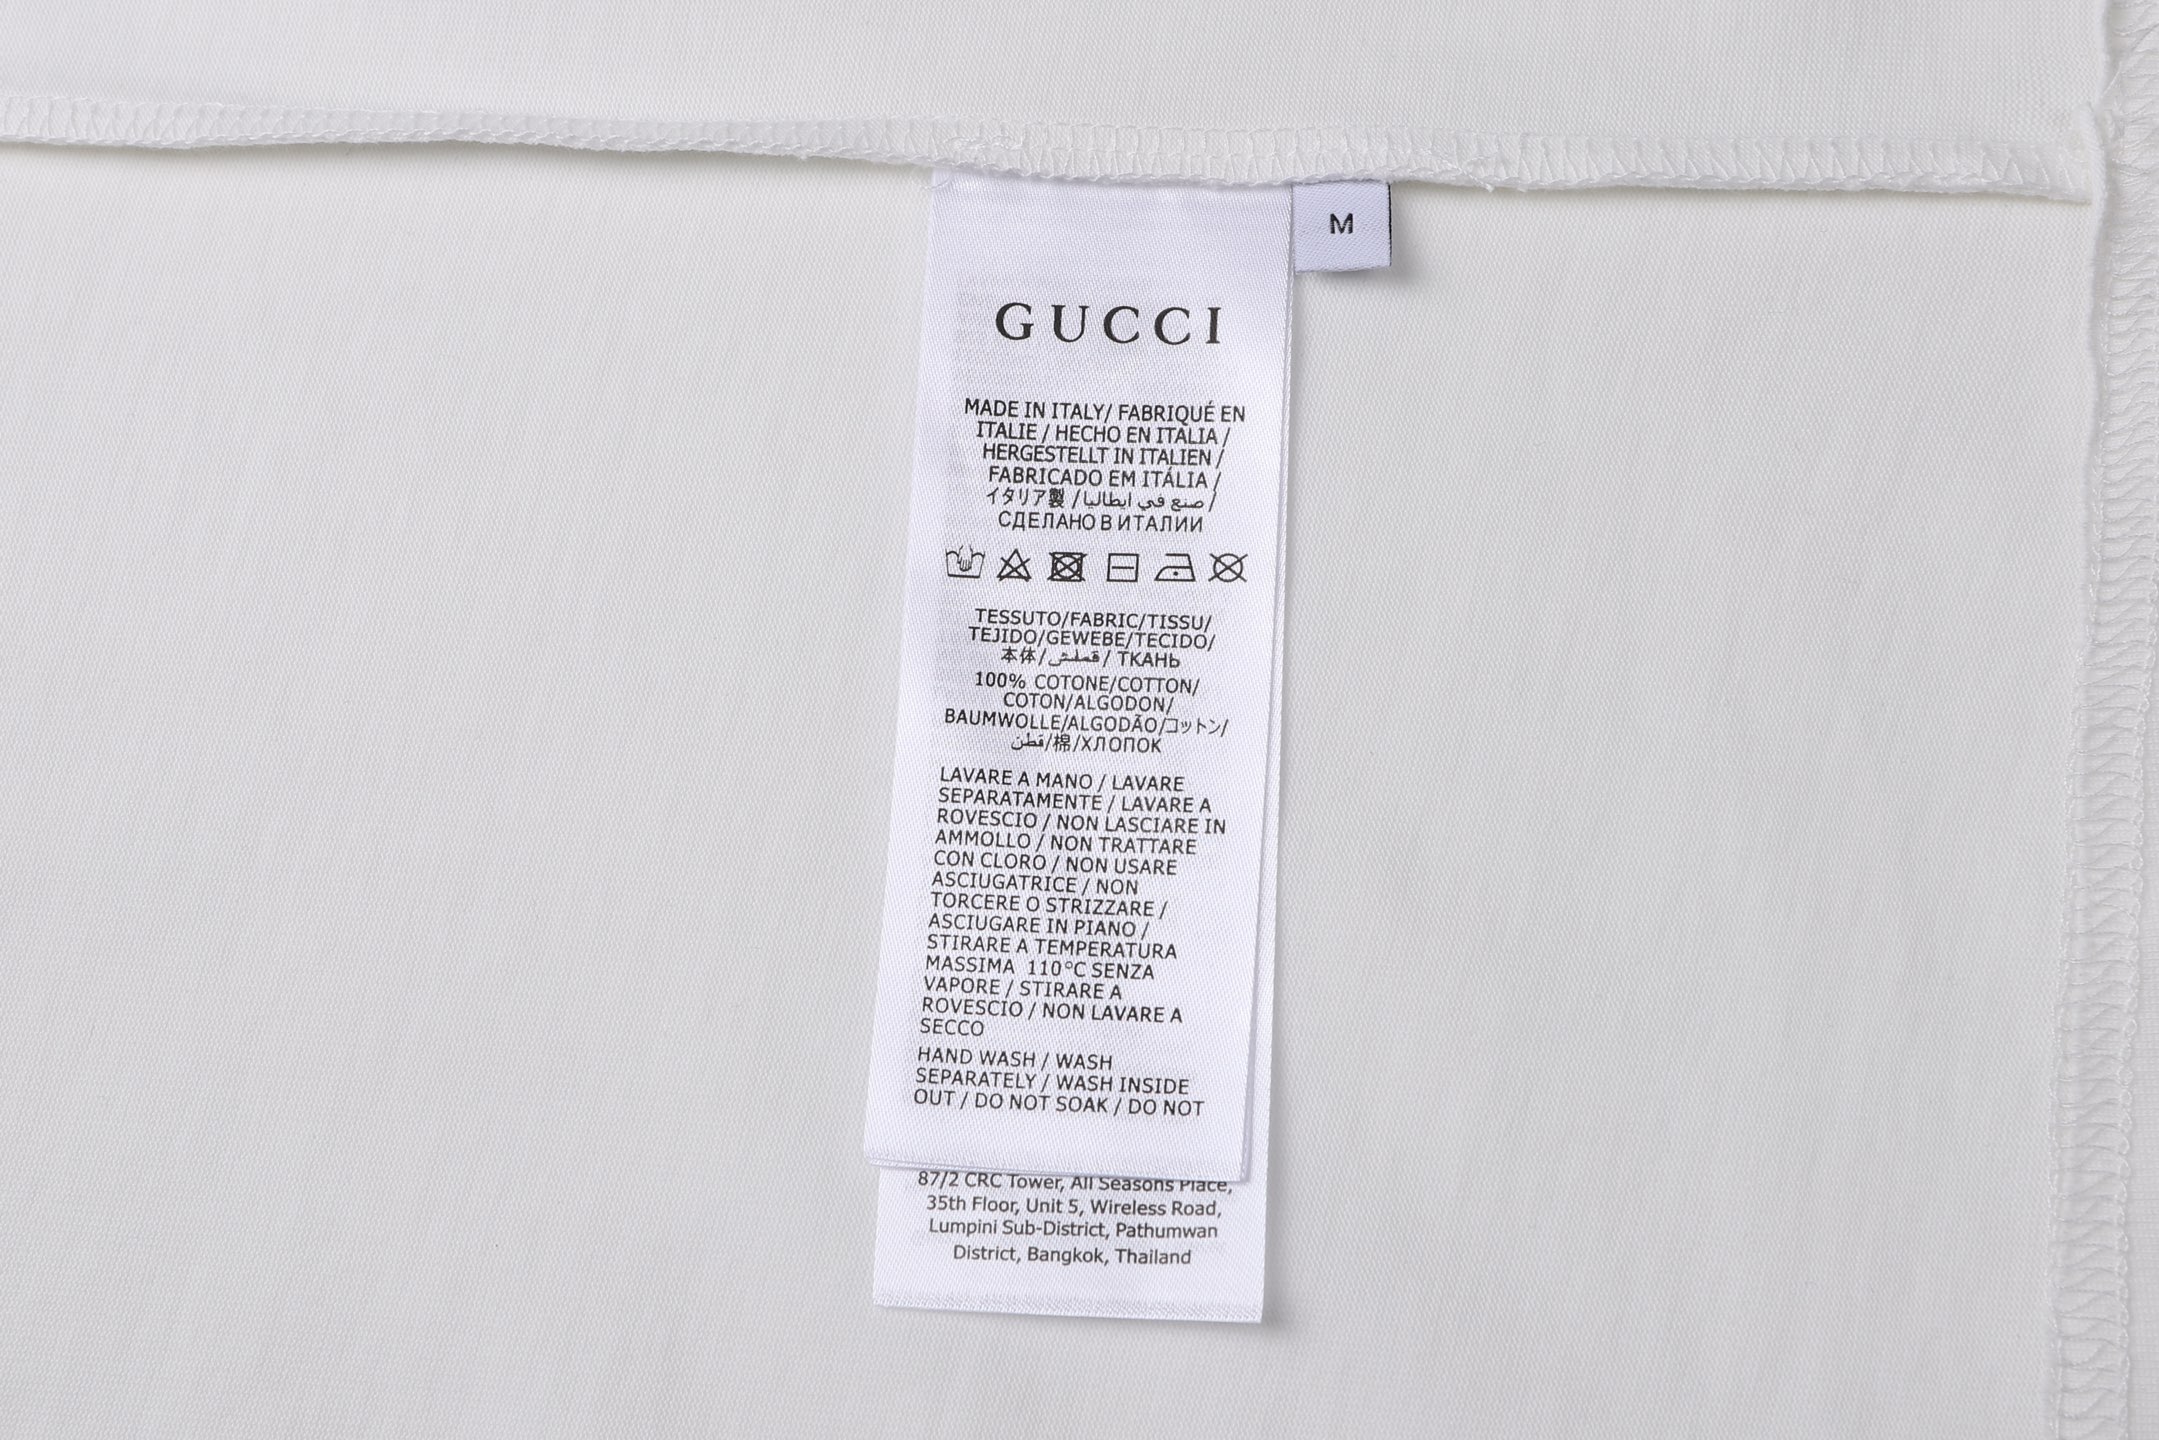 M
GUCCI
MADE IN ITALY/ FABRIQUÉ EN
ITALIE / HECHO EN ITALIA /
HERGESTELLT IN ITALIEN /
FABRICADO EM ITÁLIA /
イタリア製 /صنع في ايطاليا/
СДЕЛАНО В ИТАЛИИ
TESSUTO/FABRIC/TISSU/
TEJIDO/GEWEBE/TECIDO/
本体/قملش/ ТКАНЬ
100% COTONE/COTTON/
COTON/ALGODON/
BAUMWOLLE/ALGODÃO/コットン/
قطن/棉/ХЛОПОК
LAVARE A MANO / LAVARE
SEPARATAMENTE / LAVARE A
ROVESCIO / NON LASCIARE IN
AMMOLLO / NON TRATTARE
CON CLORO / NON USARE
ASCIUGATRICE / NON
TORCERE O STRIZZARE /
ASCIUGARE IN PIANO /
STIRARE A TEMPERATURA
MASSIMA 110°C SENZA
VAPORE / STIRARE A
ROVESCIO / NON LAVARE A
SECCO
HAND WASH / WASH
SEPARATELY / WASH INSIDE
OUT / DO NOT SOAK / DO NOT
87/2 CRC Tower, All Seasons Place,
35th Floor, Unit 5, Wireless Road,
Lumpini Sub-District, Pathumwan
District, Bangkok, Thailand